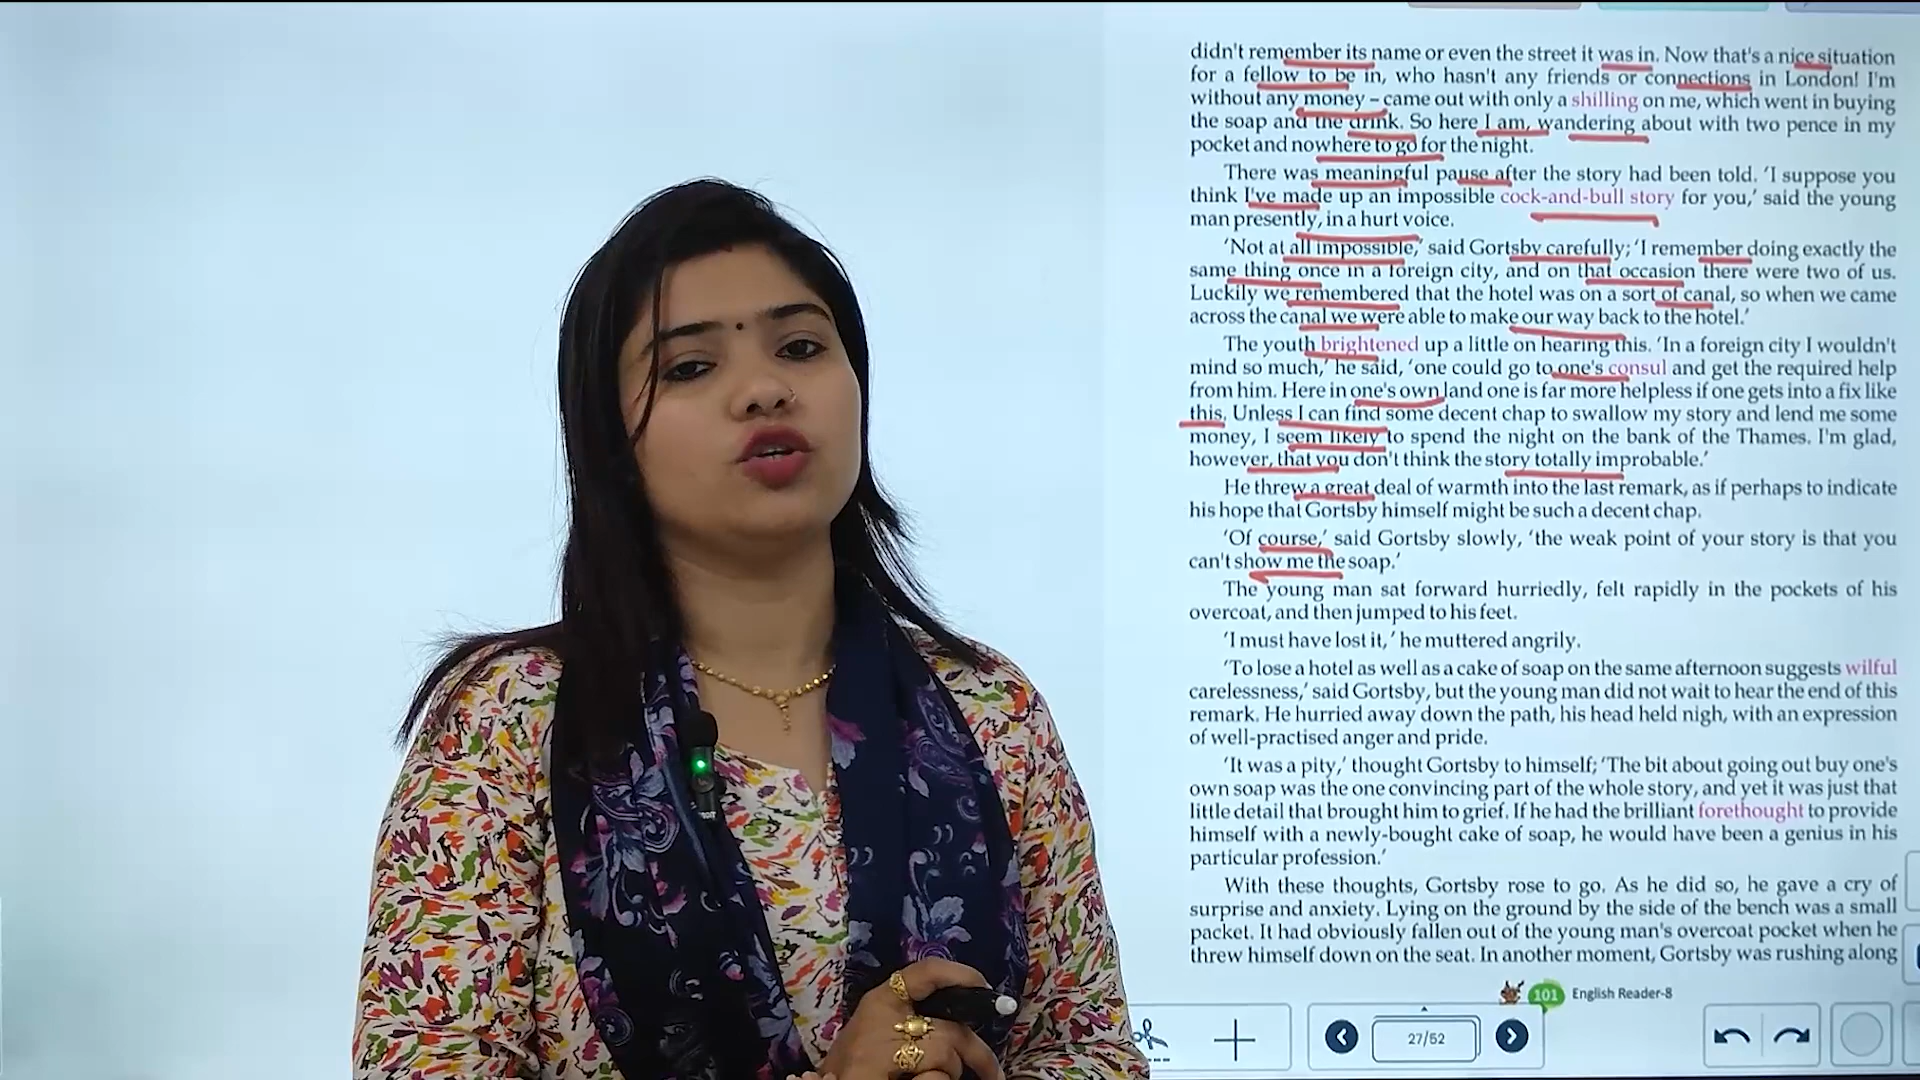 didn't remember its name or even the street it was in. Now that's a nice situation
for a fellow to be in, who hasn't any friends or connections in London! I'm
without any money – came out with only a shilling on me, which went in buying
the soap and the drink. So here I am, wandering about with two pence in my
pocket and nowhere to go for the night.
There was meaningful pause after the story had been told. ‘I suppose you
think I've made up an impossible cock-and-bull story for you,’ said the young
man presently, in a hurt voice.
‘Not at all impossible,’ said Gortsby carefully; ‘I remember doing exactly the
same thing once in a foreign city, and on that occasion there were two of us.
Luckily we remembered that the hotel was on a sort of canal, so when we came
across the canal we were able to make our way back to the hotel.’
The youth brightened up a little on hearing this. ‘In a foreign city I wouldn't
mind so much,’ he said, ‘one could go to one's consul and get the required help
from him. Here in one's own land one is far more helpless if one gets into a fix like
this. Unless I can find some decent chap to swallow my story and lend me some
money, I seem likely to spend the night on the bank of the Thames. I'm glad,
however, that you don't think the story totally improbable.’
He threw a great deal of warmth into the last remark, as if perhaps to indicate
his hope that Gortsby himself might be such a decent chap.
‘Of course,’ said Gortsby slowly, ‘the weak point of your story is that you
can't show me the soap.’
The young man sat forward hurriedly, felt rapidly in the pockets of his
overcoat, and then jumped to his feet.
‘I must have lost it,’ he muttered angrily.
‘To lose a hotel as well as a cake of soap on the same afternoon suggests wilful
carelessness,’ said Gortsby, but the young man did not wait to hear the end of this
remark. He hurried away down the path, his head held nigh, with an expression
of well-practised anger and pride.
‘It was a pity,’ thought Gortsby to himself; ‘The bit about going out buy one's
own soap was the one convincing part of the whole story, and yet it was just that
little detail that brought him to grief. If he had the brilliant forethought to provide
himself with a newly-bought cake of soap, he would have been a genius in his
particular profession.’
With these thoughts, Gortsby rose to go. As he did so, he gave a cry of
surprise and anxiety. Lying on the ground by the side of the bench was a small
packet. It had obviously fallen out of the young man's overcoat pocket when he
threw himself down on the seat. In another moment, Gortsby was rushing along
101 English Reader-8
27/52